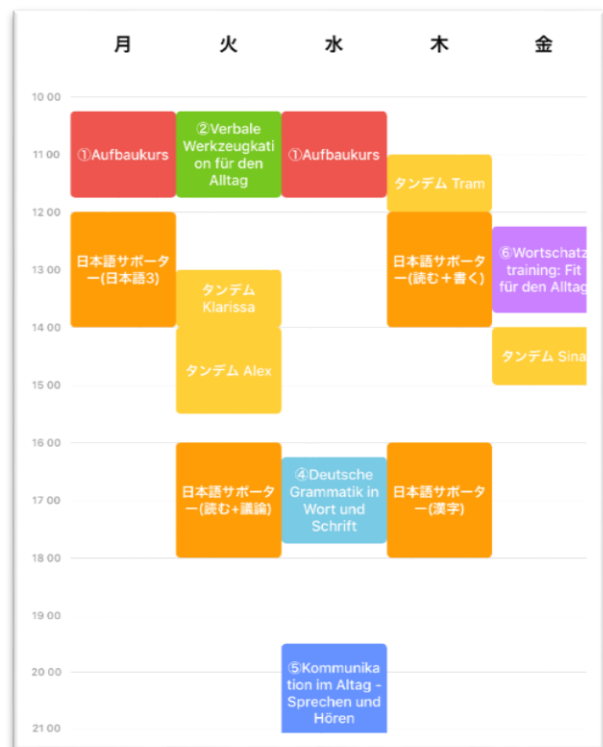 月 火 水 木 金
10 00
②Verbale
Werkzeugkati
on für den
Alltag
①Aufbaukurs
①Aufbaukurs
11 00
タンデム Tram
12 00
日本語サポータ
ー(日本語3)
日本語サポータ
ー(読む＋書く)
⑥Wortschatz
training: Fit
für den Alltag
13 00
タンデム
Klarissa
14 00
タンデム Alex
タンデム Sina
15 00
16 00
日本語サポータ
ー(読む+議論)
④Deutsche
Grammatik in
Wort und
Schrift
日本語サポータ
ー(漢字)
17 00
18 00
19 00
20 00
⑤Kommunika
tion im Altag -
Sprechen und
Hören
21 00